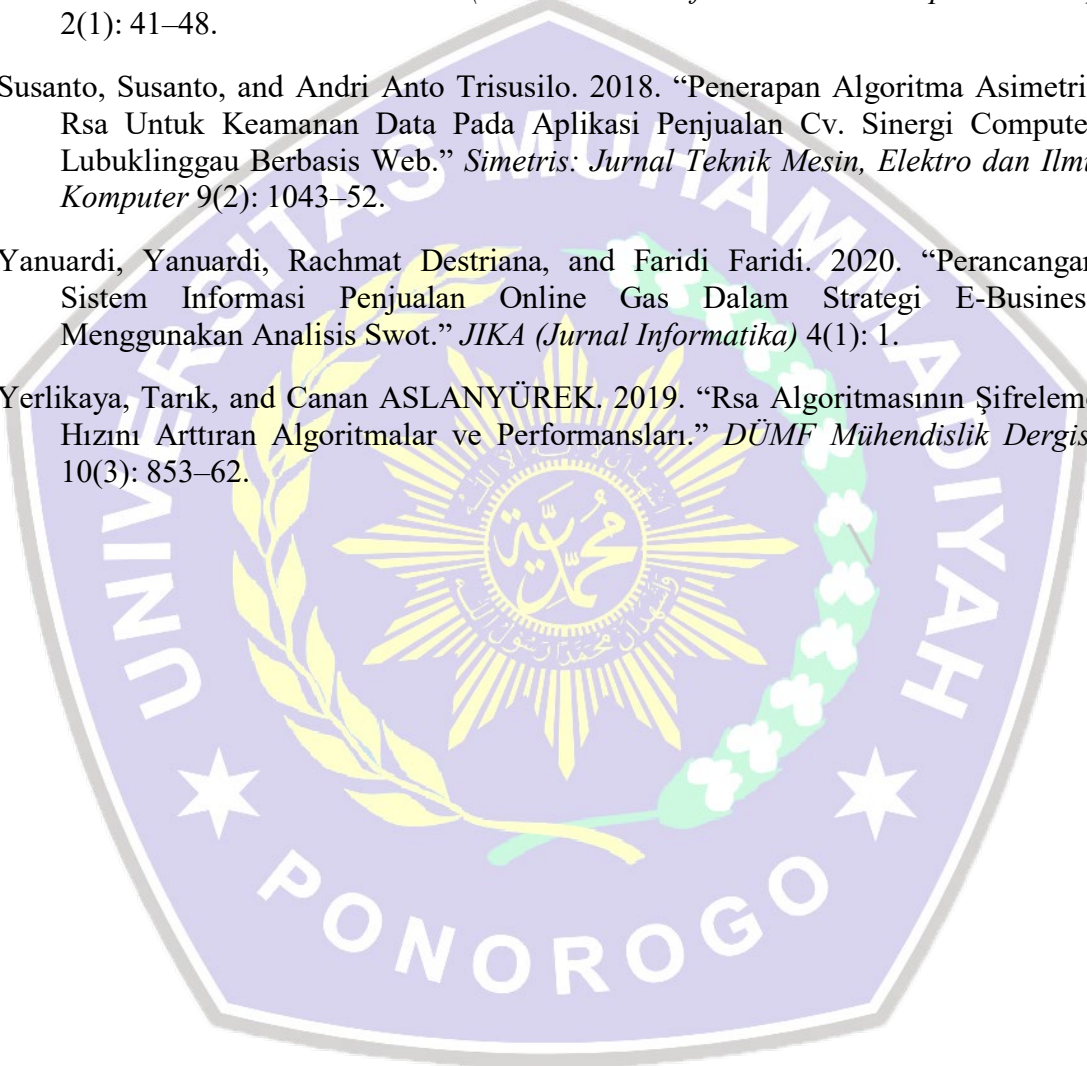 2(1): 41–48.
Susanto, Susanto, and Andri Anto Trisusilo. 2018. “Penerapan Algoritma Asimetri
Rsa Untuk Keamanan Data Pada Aplikasi Penjualan Cv. Sinergi Compute
Lubuklinggau Berbasis Web.” Simetris: Jurnal Teknik Mesin, Elektro dan Ilm
Komputer 9(2): 1043–52.
Yanuardi, Yanuardi, Rachmat Destriana, and Faridi Faridi. 2020. “Perancangan
Sistem Informasi Penjualan Online Gas Dalam Strategi E-Busines
Menggunakan Analisis Swot.” JIKA (Jurnal Informatika) 4(1): 1.
Yerlikaya, Tarık, and Canan ASLANYÜREK. 2019. “Rsa Algoritmasının Şifreleme
Hızını Arttıran Algoritmalar ve Performansları.” DÜMF Mühendislik Dergis
10(3): 853–62.
UNIVERSITAS MUHAMMADIYAH
PONOROGO
محمدية